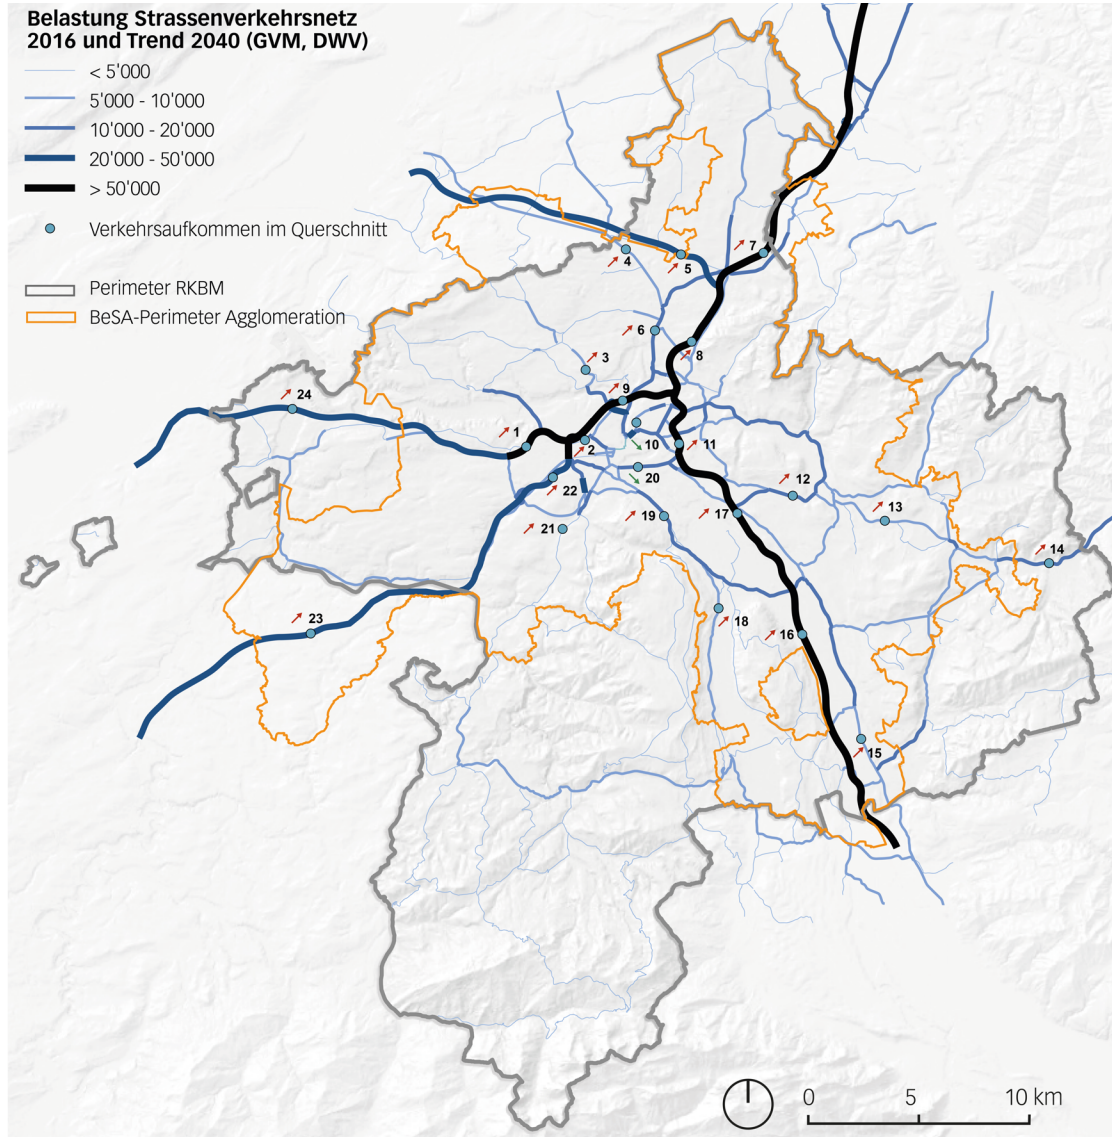 Belastung Strassenverkehrsnetz
2016 und Trend 2040 (GVM, DWV)
< 5'000
5'000 - 10'000
10'000 - 20'000
20'000 - 50'000
> 50'000
Verkehrsaufkommen im Querschnitt
Perimeter RKBM
BeSA-Perimeter Agglomeration
7
4
5
6
8
3
9
24
1
2
10
11
20
12
22
13
19
17
21
14
23
18
16
15
0 5 10 km